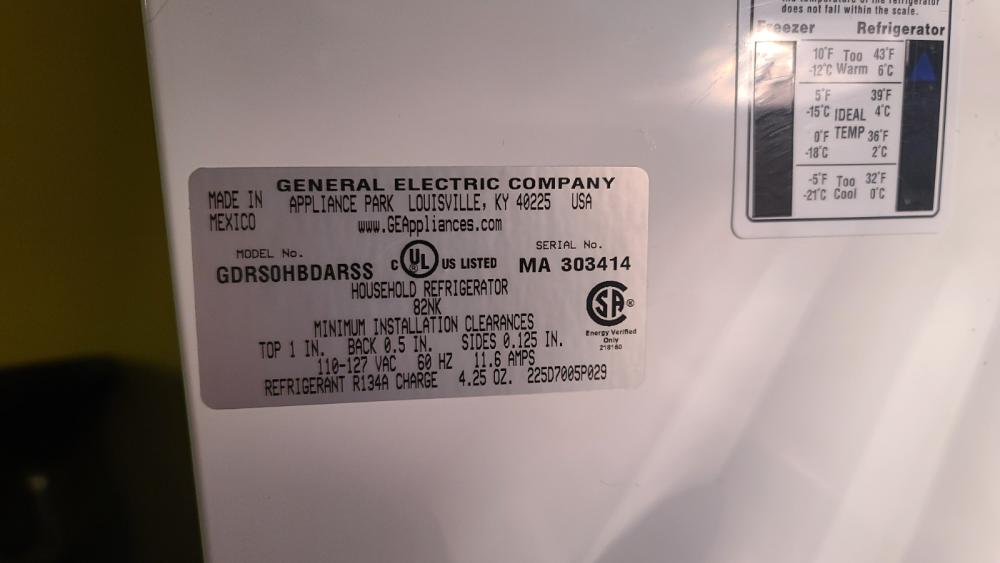 GENERAL ELECTRIC COMPANY
MADE IN MEXICO
APPLIANCE PARK LOUISVILLE, KY 40225 USA
www.GEAppliances.com
MODEL No.
GDRS0HBDARSS
C UL ® US LISTED
SERIAL No.
MA 303414
HOUSEHOLD REFRIGERATOR
82NK
MINIMUM INSTALLATION CLEARANCES
TOP 1 IN. BACK 0.5 IN. SIDES 0.125 IN.
110-127 VAC 60 HZ 11.6 AMPS
REFRIGERANT R134A CHARGE 4.25 OZ. 225D7005P029
SA ®
Energy Verified
Only
218160
does not fall within the scale.
Freezer Refrigerator
10°F Too 43°F
-12°C Warm 6°C
5°F 39°F
-15°C IDEAL 4°C
0°F TEMP 36°F
-18°C 2°C
-5°F Too 32°F
-21°C Cool 0°C